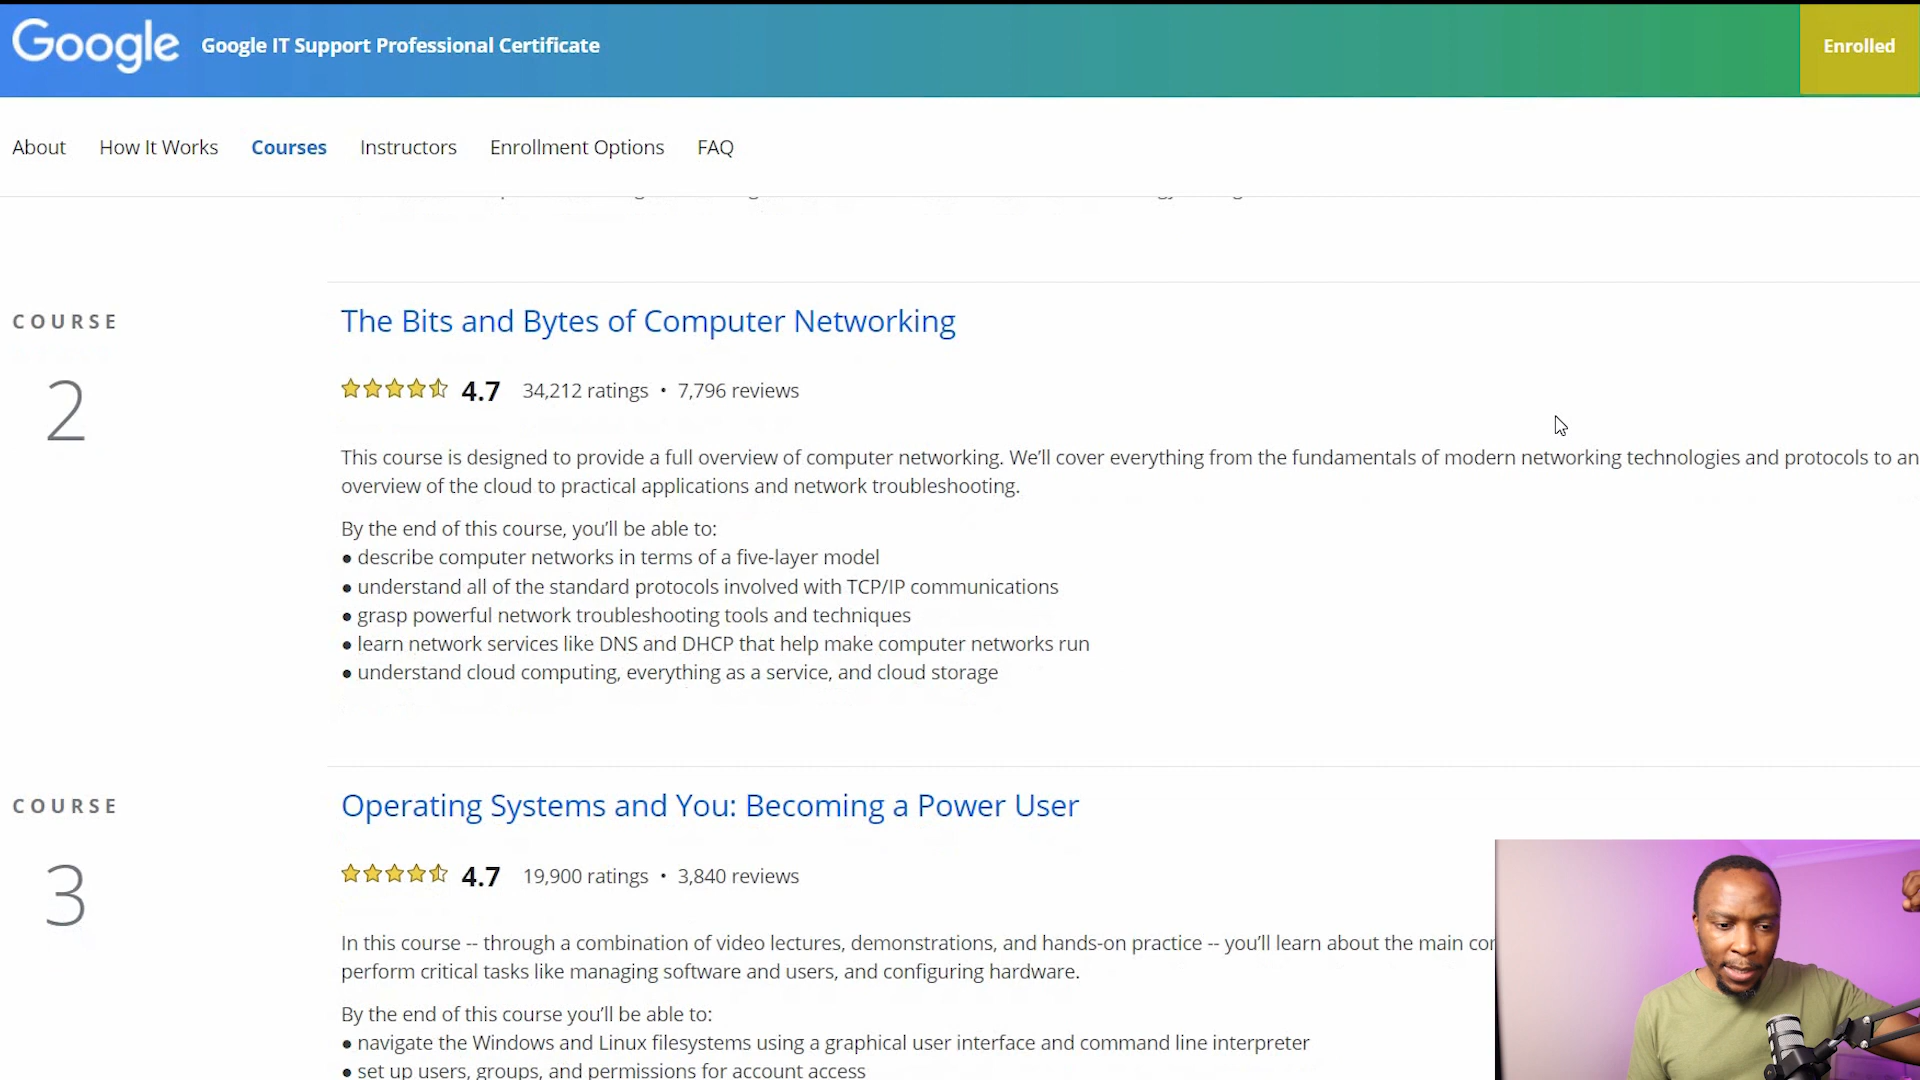 Google
Google IT Support Professional Certificate
Enrolled
About
How It Works
Courses
Instructors
Enrollment Options
FAQ
COURSE
2
The Bits and Bytes of Computer Networking
4.7
34,212 ratings • 7,796 reviews
This course is designed to provide a full overview of computer networking. We’ll cover everything from the fundamentals of modern networking technologies and protocols to an
overview of the cloud to practical applications and network troubleshooting.
By the end of this course, you’ll be able to:
● describe computer networks in terms of a five-layer model
● understand all of the standard protocols involved with TCP/IP communications
● grasp powerful network troubleshooting tools and techniques
● learn network services like DNS and DHCP that help make computer networks run
● understand cloud computing, everything as a service, and cloud storage
COURSE
3
Operating Systems and You: Becoming a Power User
4.7
19,900 ratings • 3,840 reviews
In this course -- through a combination of video lectures, demonstrations, and hands-on practice -- you’ll learn about the main
perform critical tasks like managing software and users, and configuring hardware.
By the end of this course you’ll be able to:
● navigate the Windows and Linux filesystems using a graphical user interface and command line interpreter
● set up users, groups, and permissions for account access